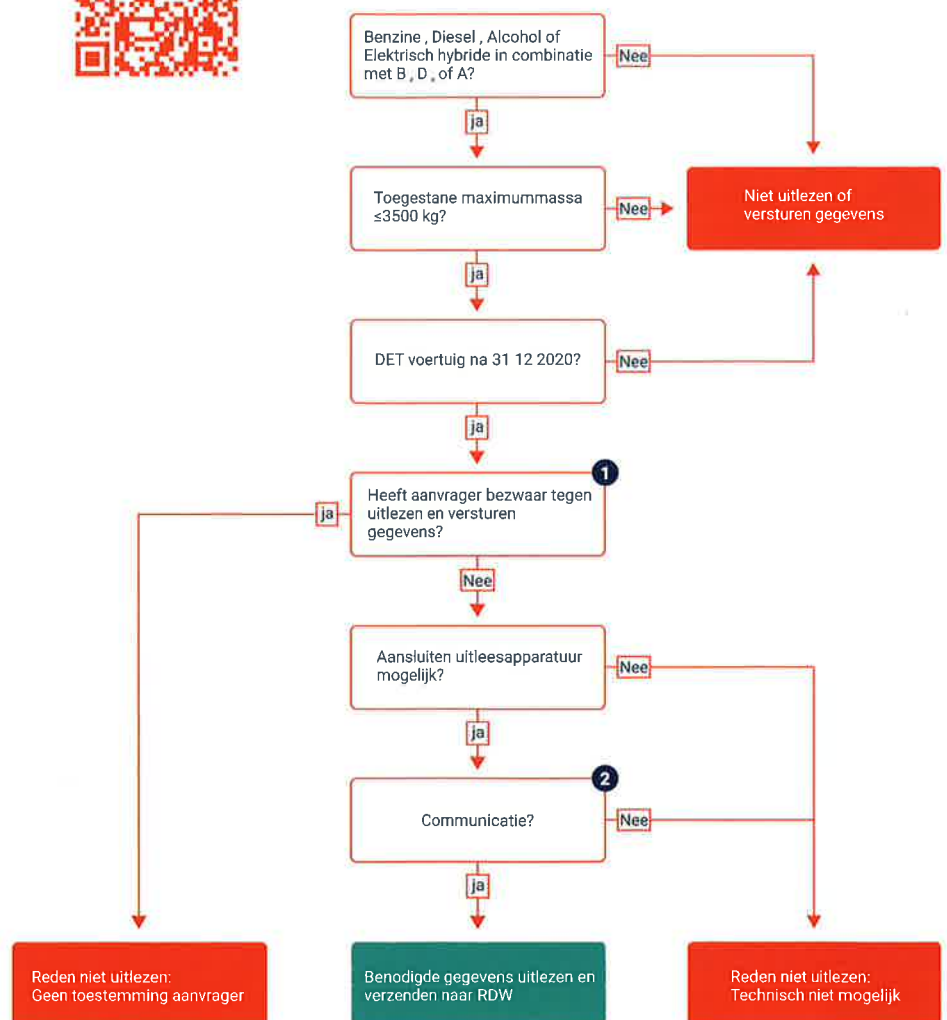 Benzine , Diesel , Alcohol of
Elektrisch hybride in combinatie
met B , D , of A?
Nee
ja
Toegestane maximummassa
≤3500 kg?
Nee
Niet uitlezen of
versturen gegevens
ja
DET voertuig na 31 12 2020?
Nee
ja
1
Heeft aanvrager bezwaar tegen
uitlezen en versturen
gegevens?
ja
Nee
Aansluiten uitleesapparatuur
mogelijk?
Nee
ja
2
Communicatie?
Nee
ja
Reden niet uitlezen:
Geen toestemming aanvrager
Benodigde gegevens uitlezen en
verzenden naar RDW
Reden niet uitlezen:
Technisch niet mogelijk